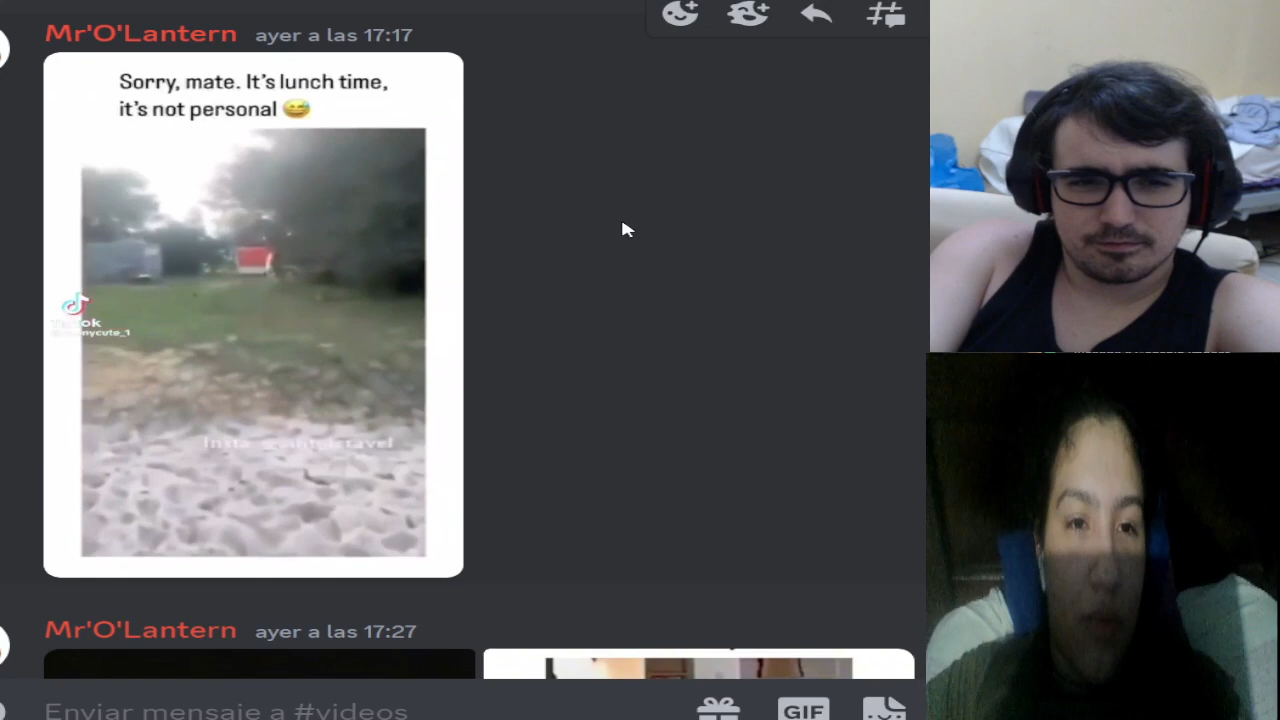 Mr'O'Lantern ayer a las 17:17
Sorry, mate. It's lunch time,
it's not personal 😅
Mr'O'Lantern ayer a las 17:27
Enviar mensaje a #videos
GIF